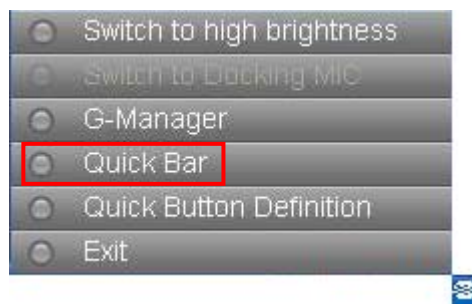 Switch to high brightness
Switch to Docking MIC
G-Manager
Quick Bar
Quick Button Definition
Exit